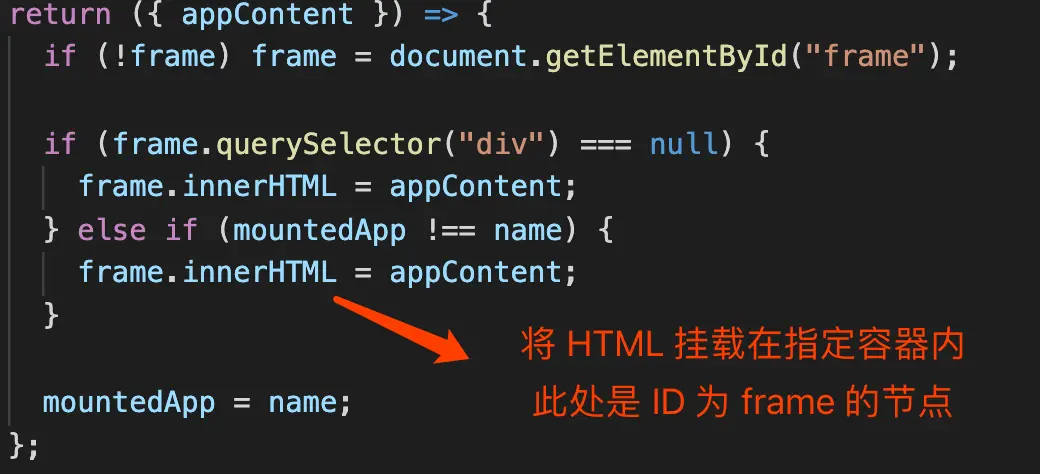 return ({ appContent }) => {
if (!frame) frame = document.getElementById("frame");
if (frame.querySelector("div") === null) {
frame.innerHTML = appContent;
} else if (mountedApp !== name) {
frame.innerHTML = appContent;
}
将 HTML 挂载在指定容器内
此处是 ID 为 frame 的节点
mountedApp = name;
};